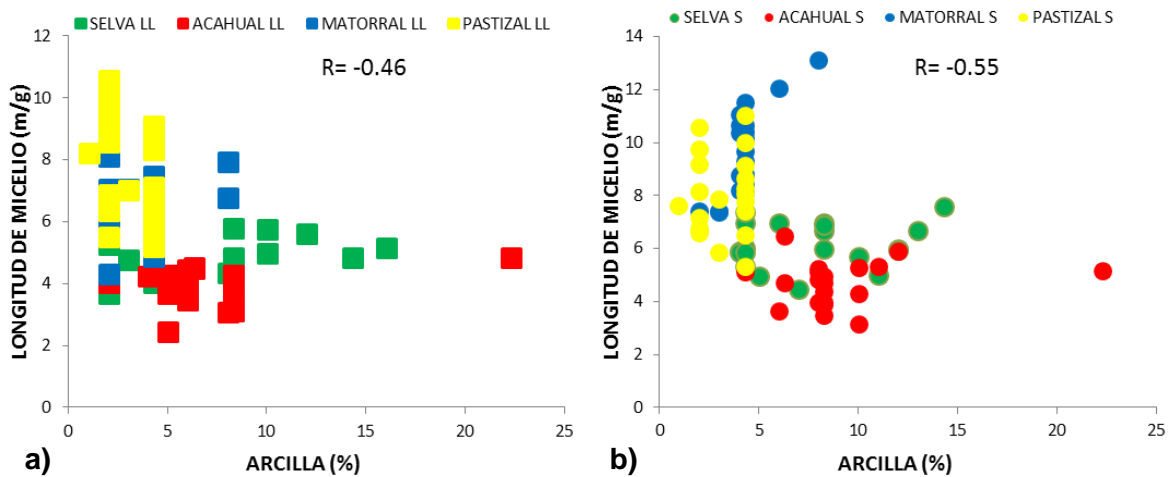 SELVA LL ACAHUAL LL MATORRAL LL PASTIZAL LL
R= -0.46
LONGITUD DE MICELIO (m/g)
12
10
8
6
4
2
0
0 5 10 15 20 25
ARCILLA (%)
a)
SELVA S ACAHUAL S MATORRAL S PASTIZAL S
R= -0.55
LONGITUD DE MICELIO (m/g)
14
12
10
8
6
4
2
0
0 5 10 15 20 25
ARCILLA (%)
b)